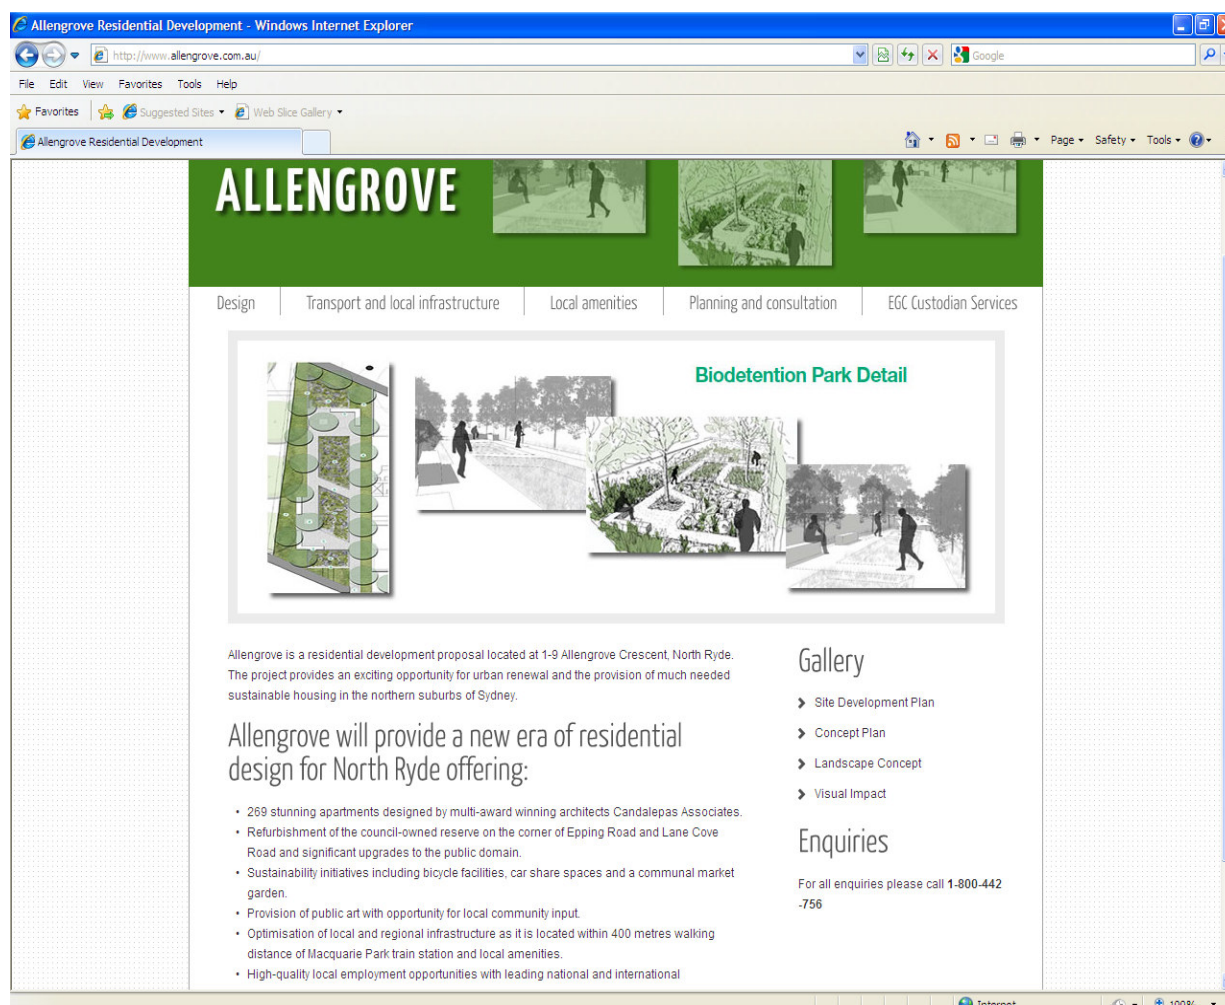 Allengrove Residential Development - Windows Internet Explorer
http://www.allengrove.com.au/
Google
File Edit View Favorites Tools Help
Favorites Suggested Sites Web Slice Gallery
Allengrove Residential Development
Page Safety Tools
ALLENGROVE
Design Transport and local infrastructure Local amenities Planning and consultation EGC Custodian Services
Biodetention Park Detail
Allengrove is a residential development proposal located at 1-9 Allengrove Crescent, North Ryde.
The project provides an exciting opportunity for urban renewal and the provision of much needed
sustainable housing in the northern suburbs of Sydney.
Allengrove will provide a new era of residential
design for North Ryde offering:
• 269 stunning apartments designed by multi-award winning architects Candalepas Associates.
• Refurbishment of the council-owned reserve on the corner of Epping Road and Lane Cove
Road and significant upgrades to the public domain.
• Sustainability initiatives including bicycle facilities, car share spaces and a communal market
garden.
• Provision of public art with opportunity for local community input.
• Optimisation of local and regional infrastructure as it is located within 400 metres walking
distance of Macquarie Park train station and local amenities.
• High-quality local employment opportunities with leading national and international
Gallery
Site Development Plan
Concept Plan
Landscape Concept
Visual Impact
Enquiries
For all enquiries please call 1-800-442
-756
Internet 100%